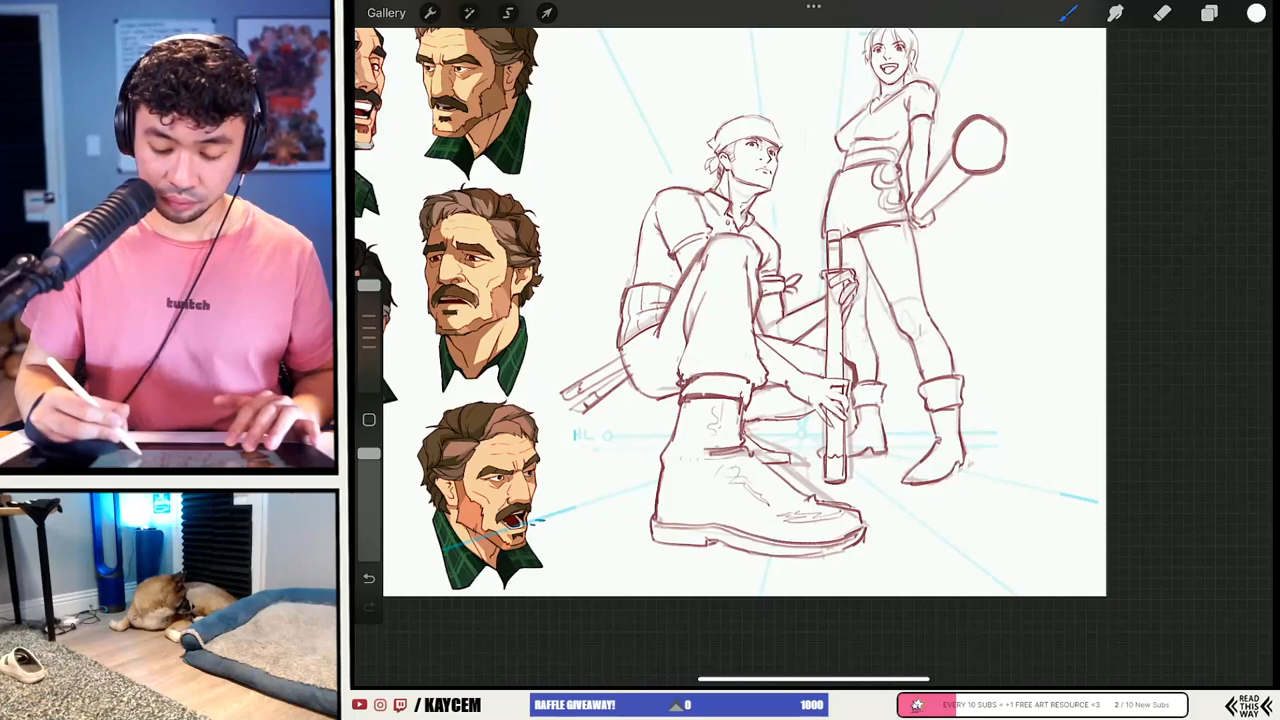 Gallery
twitch
HL
/ KAYCEM
RAFFLE GIVEAWAY!
0
1000
EVERY 10 SUBS = +1 FREE ART RESOURCE <3
2 / 10 New Subs
READ
THIS
WAY